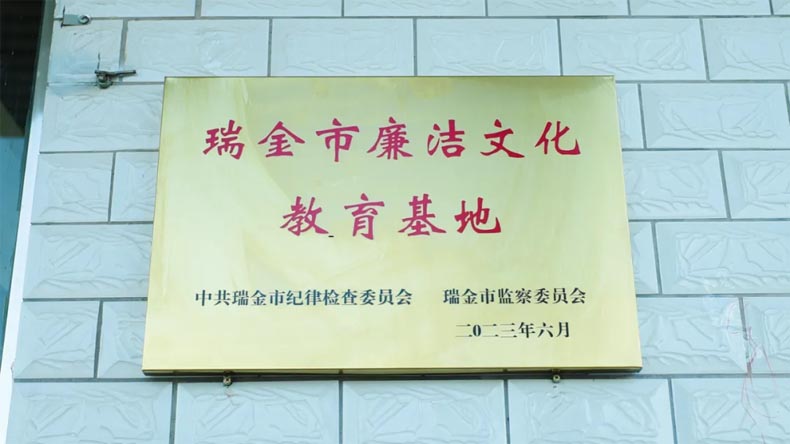 瑞金市廉洁文化
教育基地
中共瑞金市纪律检查委员会 瑞金市监察委员会
二0二三年六月